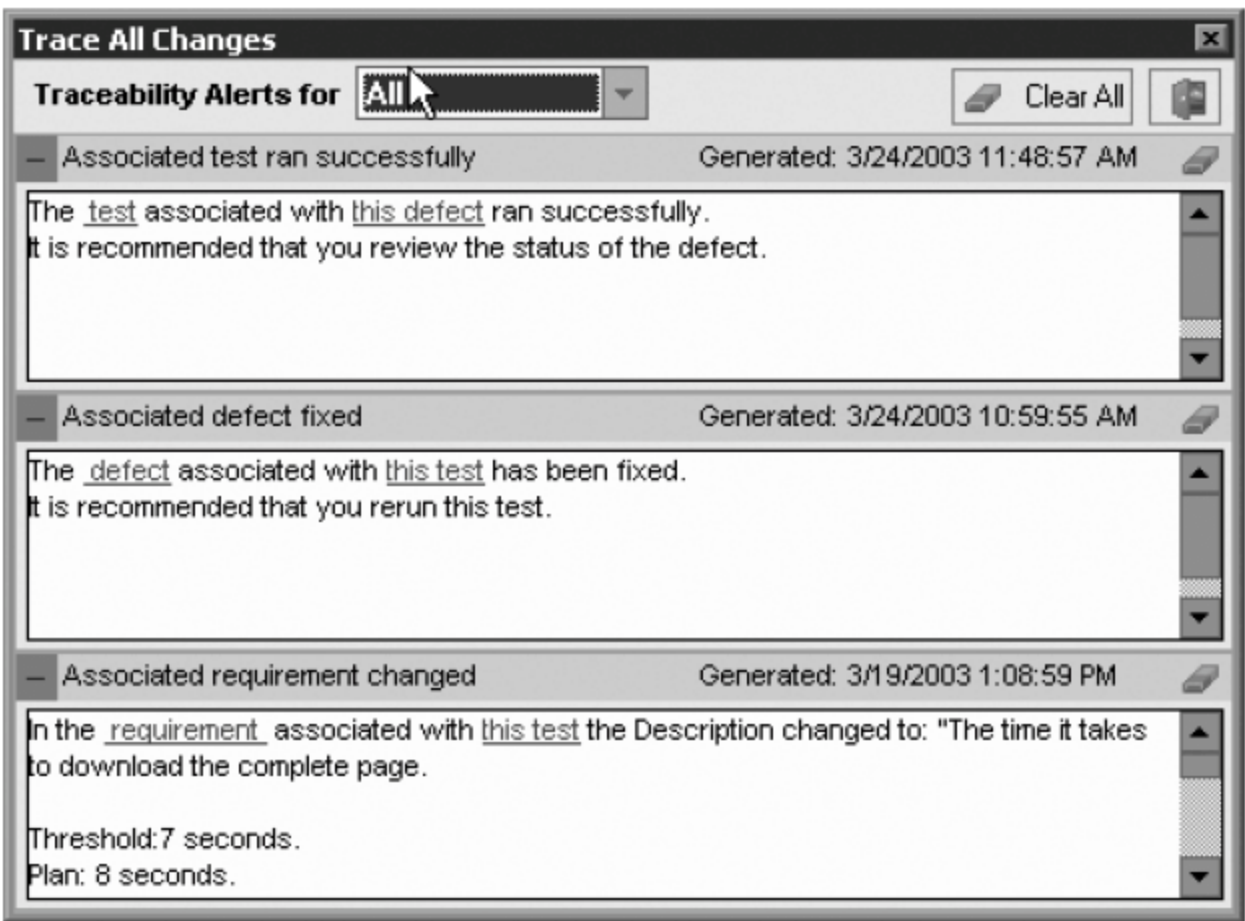 Trace All Changes
Traceability Alerts for All Clear All
Associated test ran successfully Generated: 3/24/2003 11:48:57 AM
The test associated with this defect ran successfully.
It is recommended that you review the status of the defect.
Associated defect fixed Generated: 3/24/2003 10:59:55 AM
The defect associated with this test has been fixed.
It is recommended that you rerun this test.
Associated requirement changed Generated: 3/19/2003 1:08:59 PM
In the requirement associated with this test the Description changed to: "The time it takes
to download the complete page.
Threshold:7 seconds.
Plan: 8 seconds.